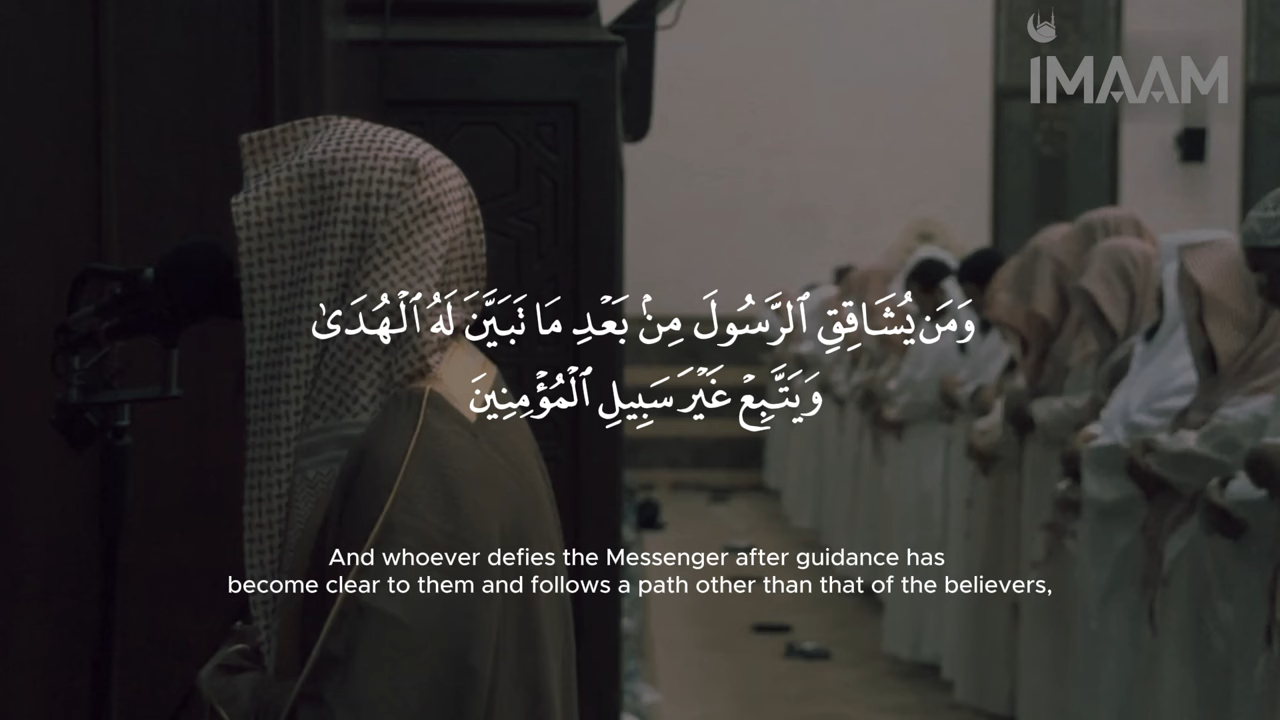 IMAAM
وَمَن يُشَاقِقِ ٱلرَّسُولَ مِنۢ بَعْدِ مَا تَبَيَّنَ لَهُ ٱلْهُدَىٰ
وَيَتَّبِعْ غَيْرَ سَبِيلِ ٱلْمُؤْمِنِينَ
And whoever defies the Messenger after guidance has
become clear to them and follows a path other than that of the believers,